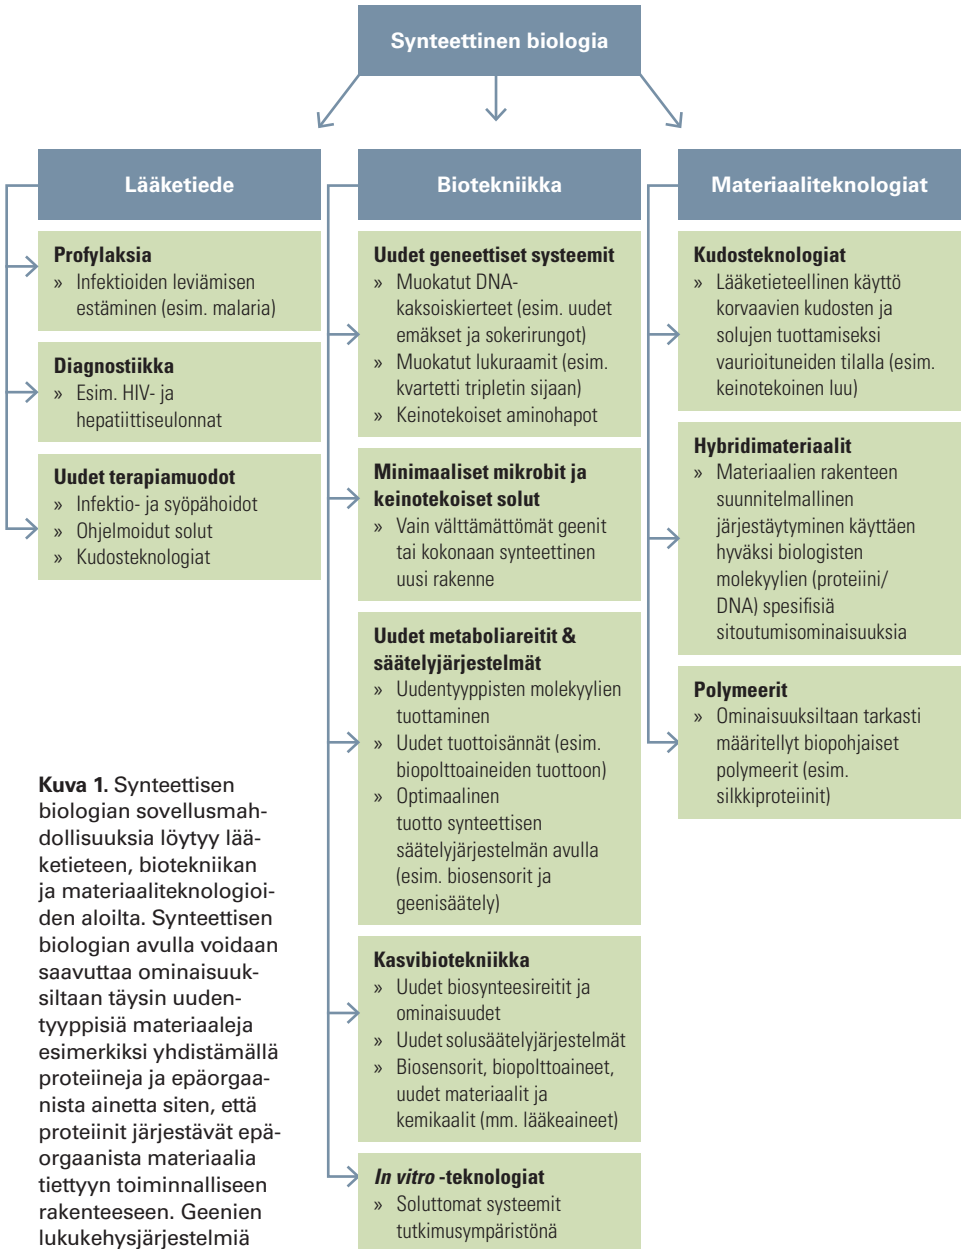 Synteettinen biologia
Lääketiede
Profylaksia
» Infektioiden leviämisen
estäminen (esim. malaria)
Diagnostiikka
» Esim. HIV- ja
hepatiittiseulonnat
Uudet terapiamuodot
» Infektio- ja syöpähoidot
» Ohjelmoidut solut
» Kudosteknologiat
Biotekniikka
Uudet geneettiset systeemit
» Muokatut DNA-
kaksoiskierteet (esim. uudet
emäkset ja sokerirungot)
» Muokatut lukuraamit (esim.
kvartetti tripletin sijaan)
» Keinotekoiset aminohapot
Minimaaliset mikrobit ja
keinotekoiset solut
» Vain välttämättömät geenit
tai kokonaan synteettinen
uusi rakenne
Uudet metaboliareitit &
säätelyjärjestelmät
» Uudentyyppisten molekyylien
tuottaminen
» Uudet tuottoisännät (esim.
biopolttoaineiden tuottoon)
» Optimaalinen
tuotto synteettisen
säätelyjärjestelmän avulla
(esim. biosensorit ja
geenisäätely)
Kasvibiotekniikka
» Uudet biosynteesireitit ja
ominaisuudet
» Uudet solusäätelyjärjestelmät
» Biosensorit, biopolttoaineet,
uudet materiaalit ja
kemikaalit (mm. lääkeaineet)
In vitro -teknologiat
» Soluttomat systeemit
tutkimusympäristönä
Materiaaliteknologiat
Kudosteknologiat
» Lääketieteellinen käyttö
korvaavien kudosten ja
solujen tuottamiseksi
vaurioituneiden tilalla (esim.
keinotekoinen luu)
Hybridimateriaalit
» Materiaalien rakenteen
suunnitelmallinen
järjestäytyminen käyttäen
hyväksi biologisten
molekyylien (proteiini/
DNA) spesifisiä
sitoutumisominaisuuksia
Polymeerit
» Ominaisuuksiltaan tarkasti
määritellyt biopohjaiset
polymeerit (esim.
silkkiproteiinit)
Kuva 1. Synteettisen
biologian sovellusmah-
dollisuuksia löytyy lää-
ketieteen, biotekniikan
ja materiaaliteknologioi-
den aloilta. Synteettisen
biologian avulla voidaan
saavuttaa ominaisuuk-
siltaan täysin uuden-
tyyppisiä materiaaleja
esimerkiksi yhdistämällä
proteiineja ja epäorgaa-
nista ainetta siten, että
proteiinit järjestävät epä-
orgaanista materiaalia
tiettyyn toiminnalliseen
rakenteeseen. Geenien
lukukehysjärjestelmiä